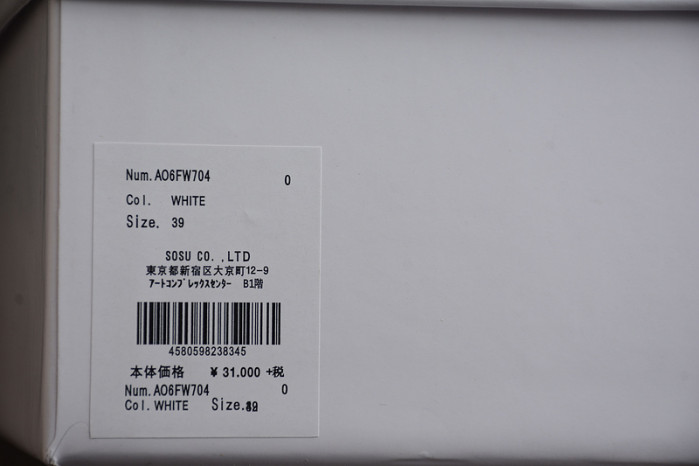 Num.A06FW704 0
Col. WHITE
Size. 39
SOSU CO.,LTD
東京都新宿区大京町12-9
ｱｰﾄｺﾝﾌﾟﾚｯｸｽｾﾝﾀｰ B1階
4580598238345
本体価格 ¥31.000 +税
Num.A06FW704 0
Col.WHITE Size.